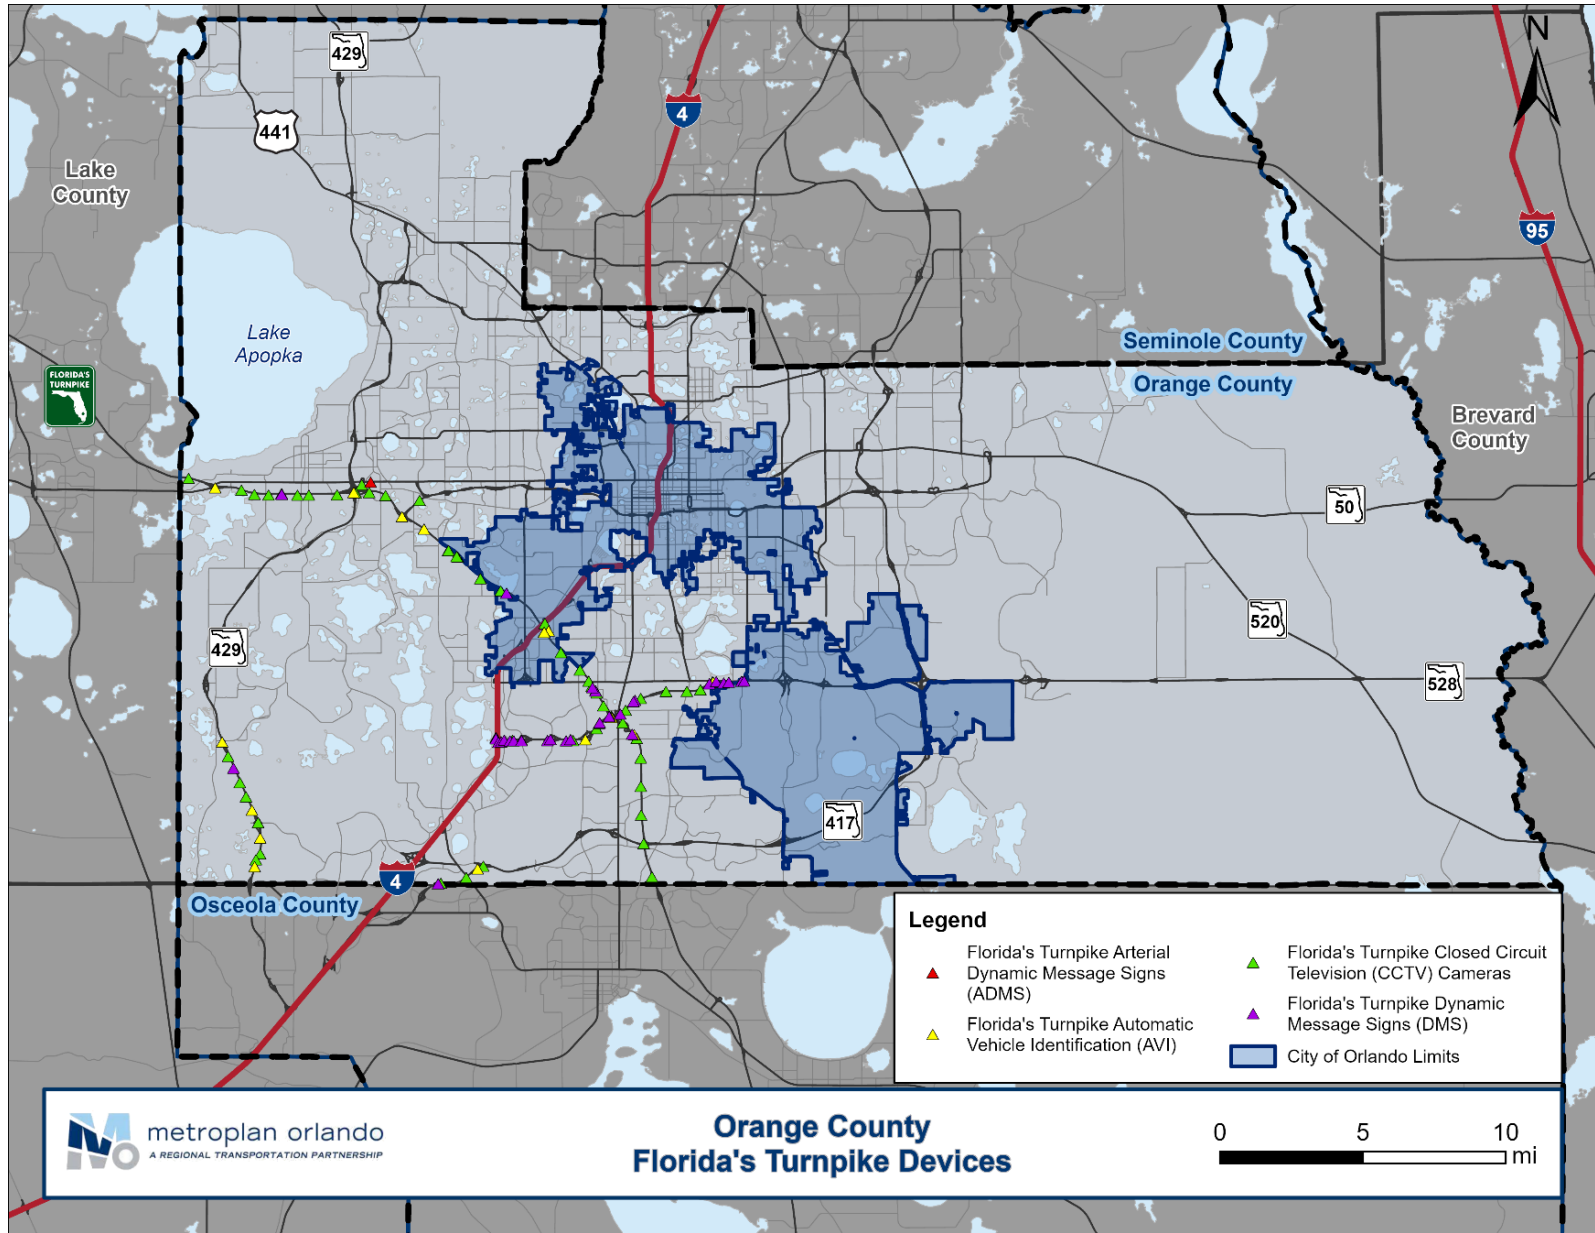 429
N
441
4
Lake
County
95
Lake
Apopka
Seminole County
Orange County
FLORIDA'S
TURNPIKE
Brevard
County
50
520
429
528
417
4
Osceola County
Legend
Florida's Turnpike Arterial
Dynamic Message Signs
(ADMS)
Florida's Turnpike Automatic
Vehicle Identification (AVI)
Florida's Turnpike Closed Circuit
Television (CCTV) Cameras
Florida's Turnpike Dynamic
Message Signs (DMS)
City of Orlando Limits
metroplan orlando
A REGIONAL TRANSPORTATION PARTNERSHIP
Orange County
Florida's Turnpike Devices
0 5 10
mi